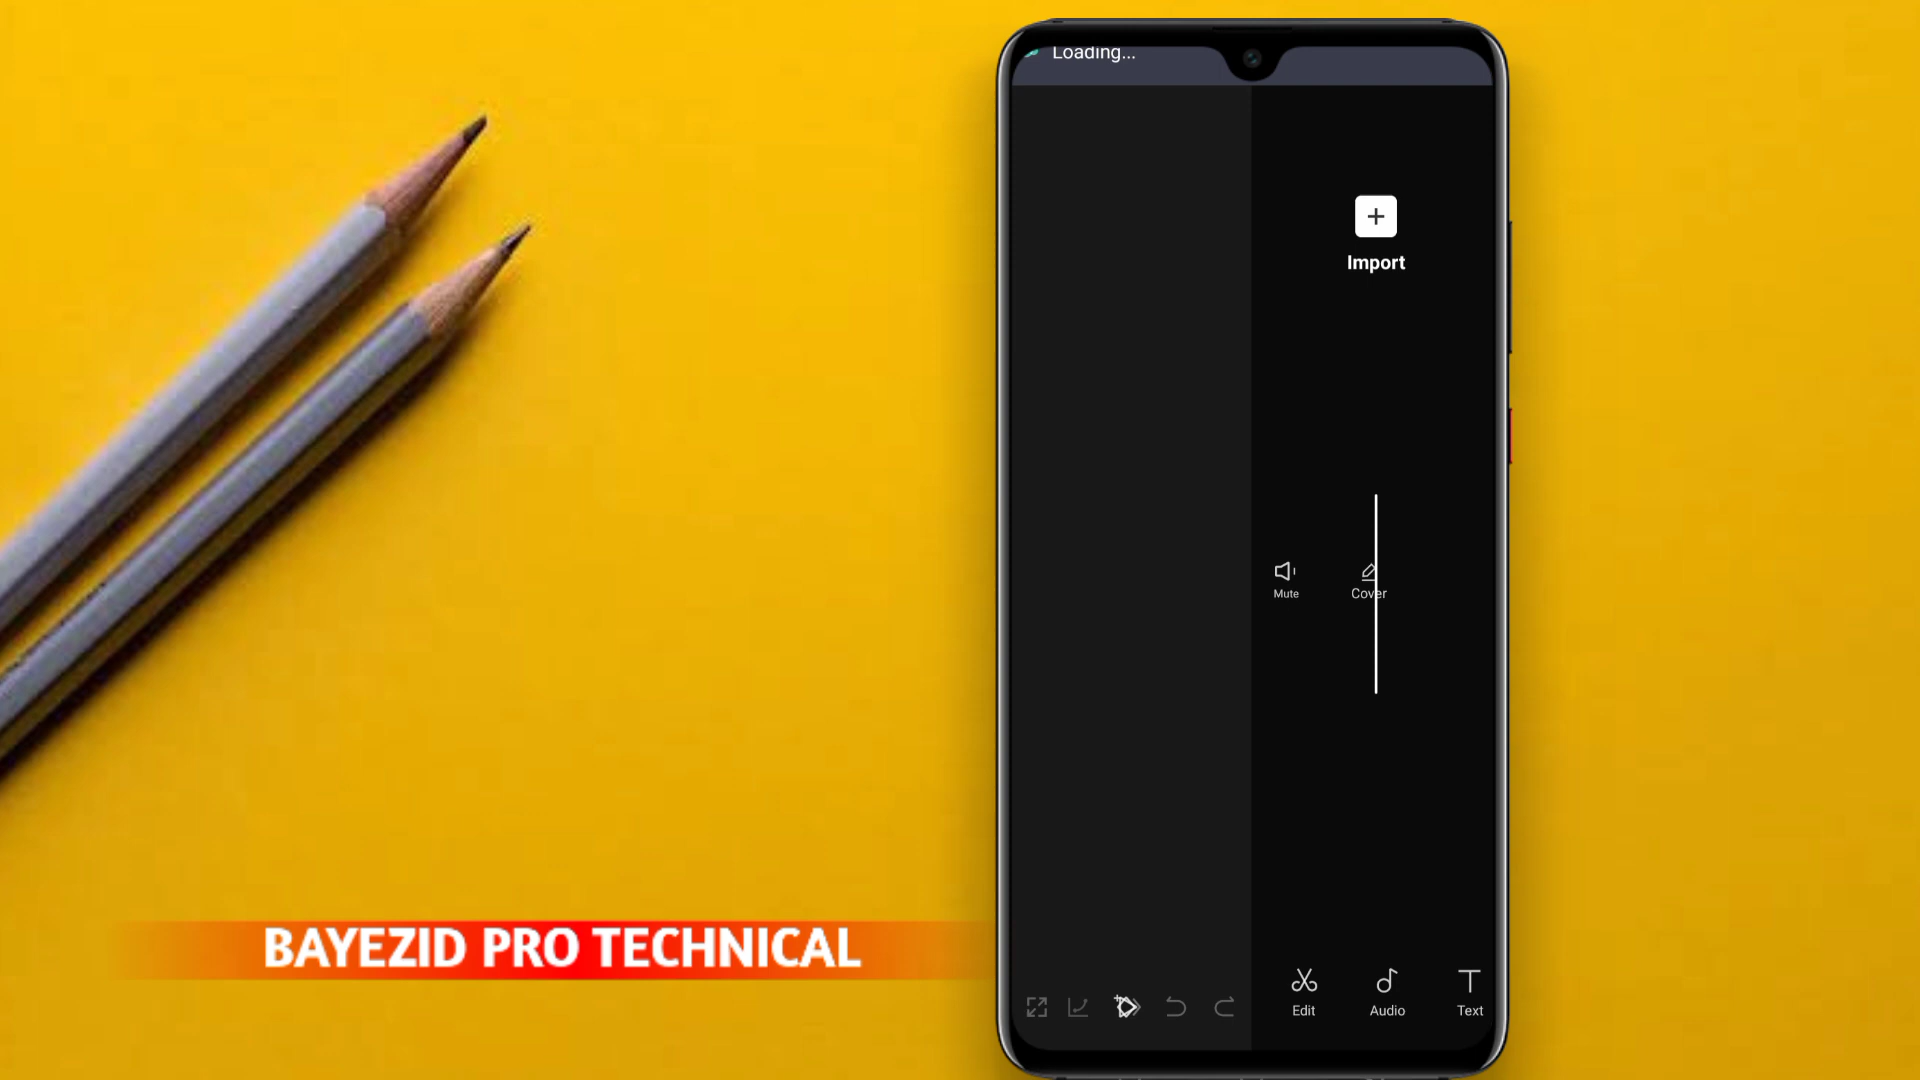 Loading...
Import
Mute
Cover
BAYEZID PRO TECHNICAL
Edit
Audio
Text